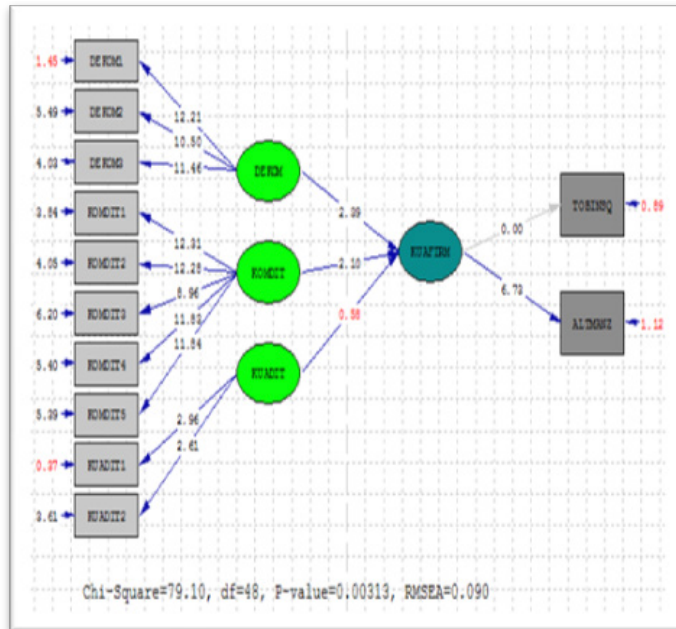 1.45 DEKOM1
12.21
5.49 DEKOM2
10.50
4.03 DEKOM3
11.46
DEKOM
3.84 KOMDIT1
12.31
4.05 KOMDIT2
12.28
6.20 KOMDIT3
8.96
5.40 KOMDIT4
11.83
5.39 KOMDIT5
11.84
KOMDIT
0.37 KUADIT1
2.96
3.61 KUADIT2
2.61
KUADIT
2.39
2.10
0.58
KUAFIRM
0.00
6.73
TOBINSQ 0.89
ALTMANZ 1.12
Chi-Square=79.10, df=48, P-value=0.00313, RMSEA=0.090